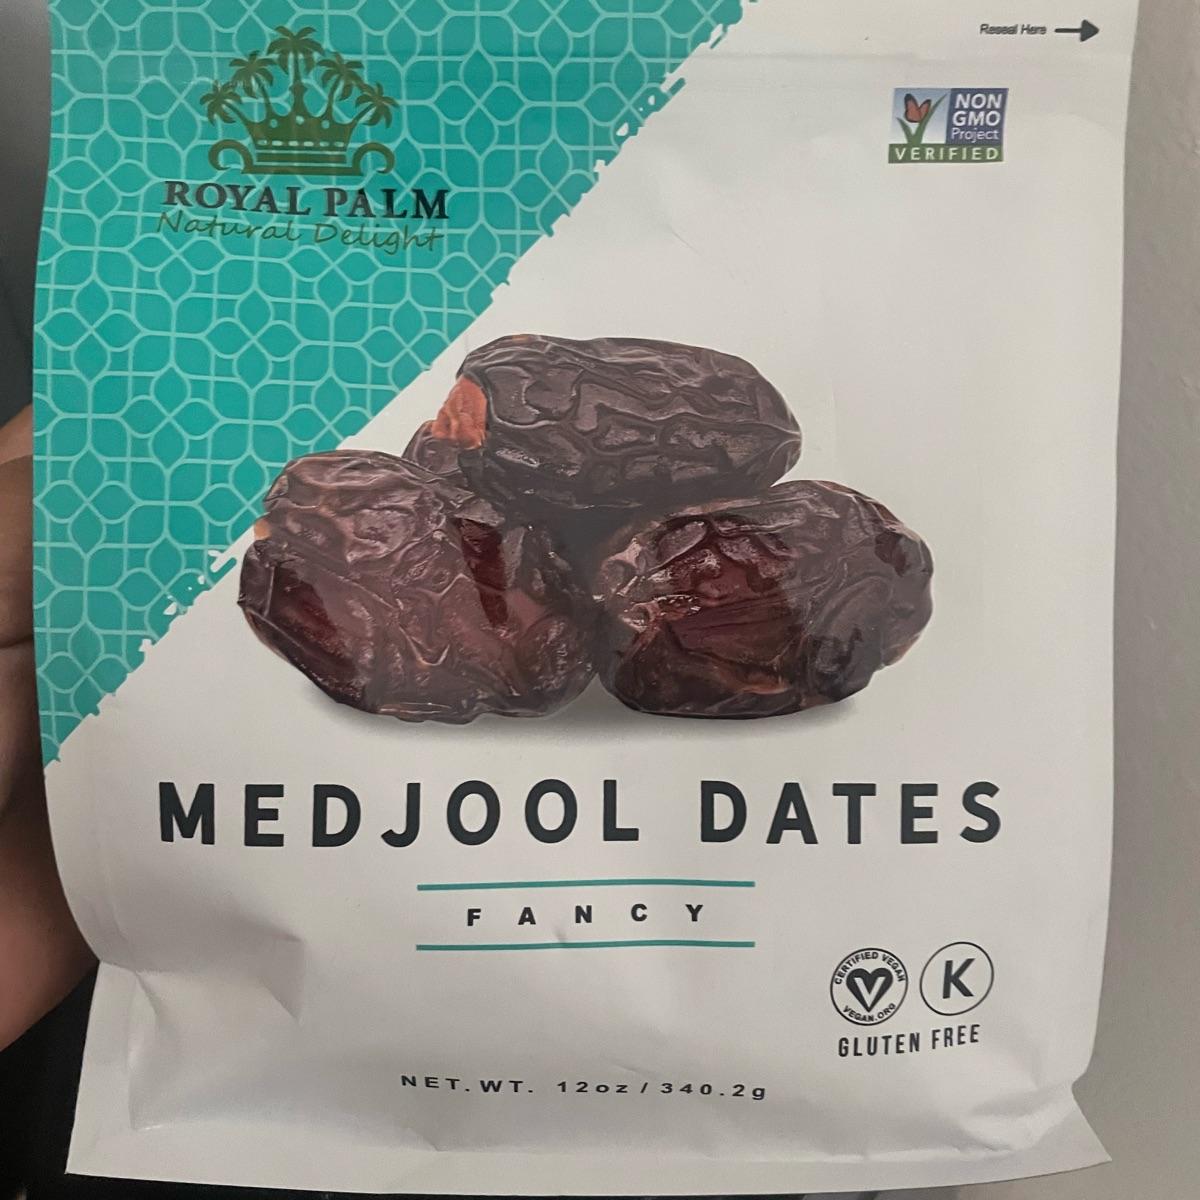 Reseal Here
NON
GMO
Project
VERIFIED
ROYAL PALM
Natural Delight
MEDJOOL DATES
FANCY
CERTIFIED VEGAN
V
VEGAN.ORG
K
GLUTEN FREE
NET. WT. 12oz / 340.2g